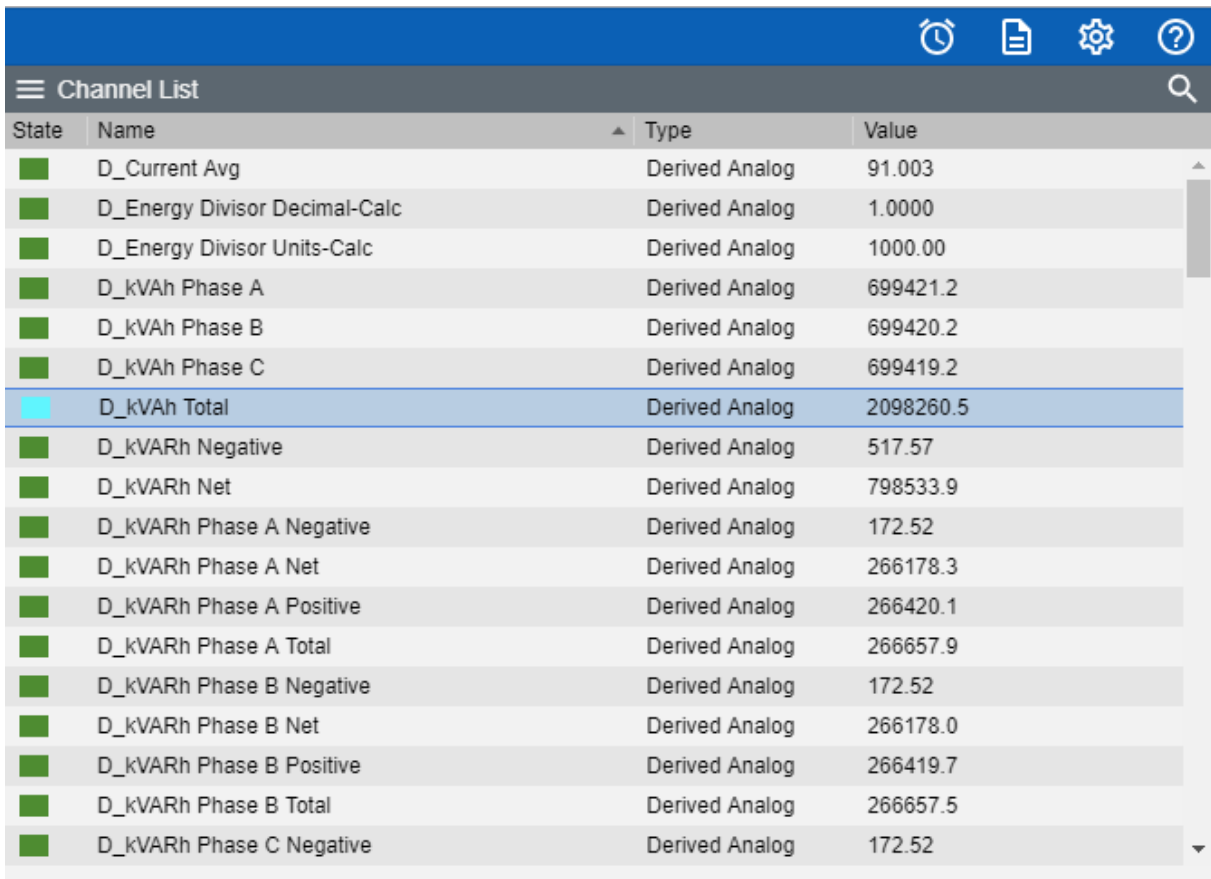 Channel List
State Name Type Value
D_Current Avg Derived Analog 91.003
D_Energy Divisor Decimal-Calc Derived Analog 1.0000
D_Energy Divisor Units-Calc Derived Analog 1000.00
D_kVAh Phase A Derived Analog 699421.2
D_kVAh Phase B Derived Analog 699420.2
D_kVAh Phase C Derived Analog 699419.2
D_kVAh Total Derived Analog 2098260.5
D_kVARh Negative Derived Analog 517.57
D_kVARh Net Derived Analog 798533.9
D_kVARh Phase A Negative Derived Analog 172.52
D_kVARh Phase A Net Derived Analog 266178.3
D_kVARh Phase A Positive Derived Analog 266420.1
D_kVARh Phase A Total Derived Analog 266657.9
D_kVARh Phase B Negative Derived Analog 172.52
D_kVARh Phase B Net Derived Analog 266178.0
D_kVARh Phase B Positive Derived Analog 266419.7
D_kVARh Phase B Total Derived Analog 266657.5
D_kVARh Phase C Negative Derived Analog 172.52